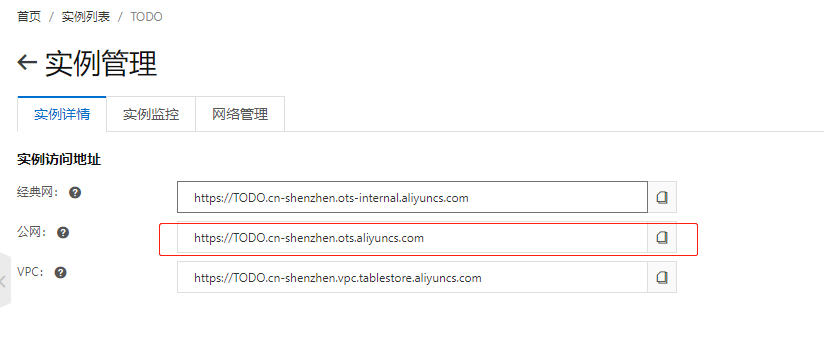 首页 / 实例列表 / TODO
←实例管理
实例详情 实例监控 网络管理
实例访问地址
经典网： ? https://TODO.cn-shenzhen.ots-internal.aliyuncs.com
公网： ? https://TODO.cn-shenzhen.ots.aliyuncs.com
VPC： ? https://TODO.cn-shenzhen.vpc.tablestore.aliyuncs.com